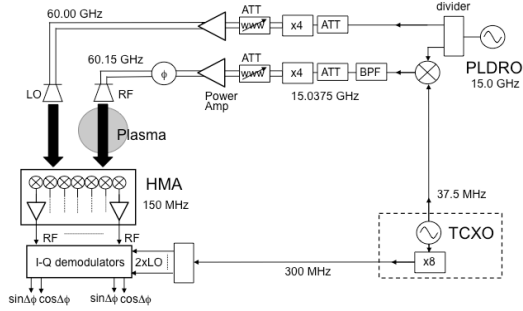 60.00 GHz
ATT
www
x4
ATT
divider
PLDRO
15.0 GHz
60.15 GHz
ϕ
ATT
www
x4
ATT
BPF
Power
Amp
15.0375 GHz
LO
RF
Plasma
HMA
150 MHz
37.5 MHz
TCXO
x8
RF
RF
I-Q demodulators
2xLO
300 MHz
sinΔϕ cosΔϕ
sinΔϕ cosΔϕ